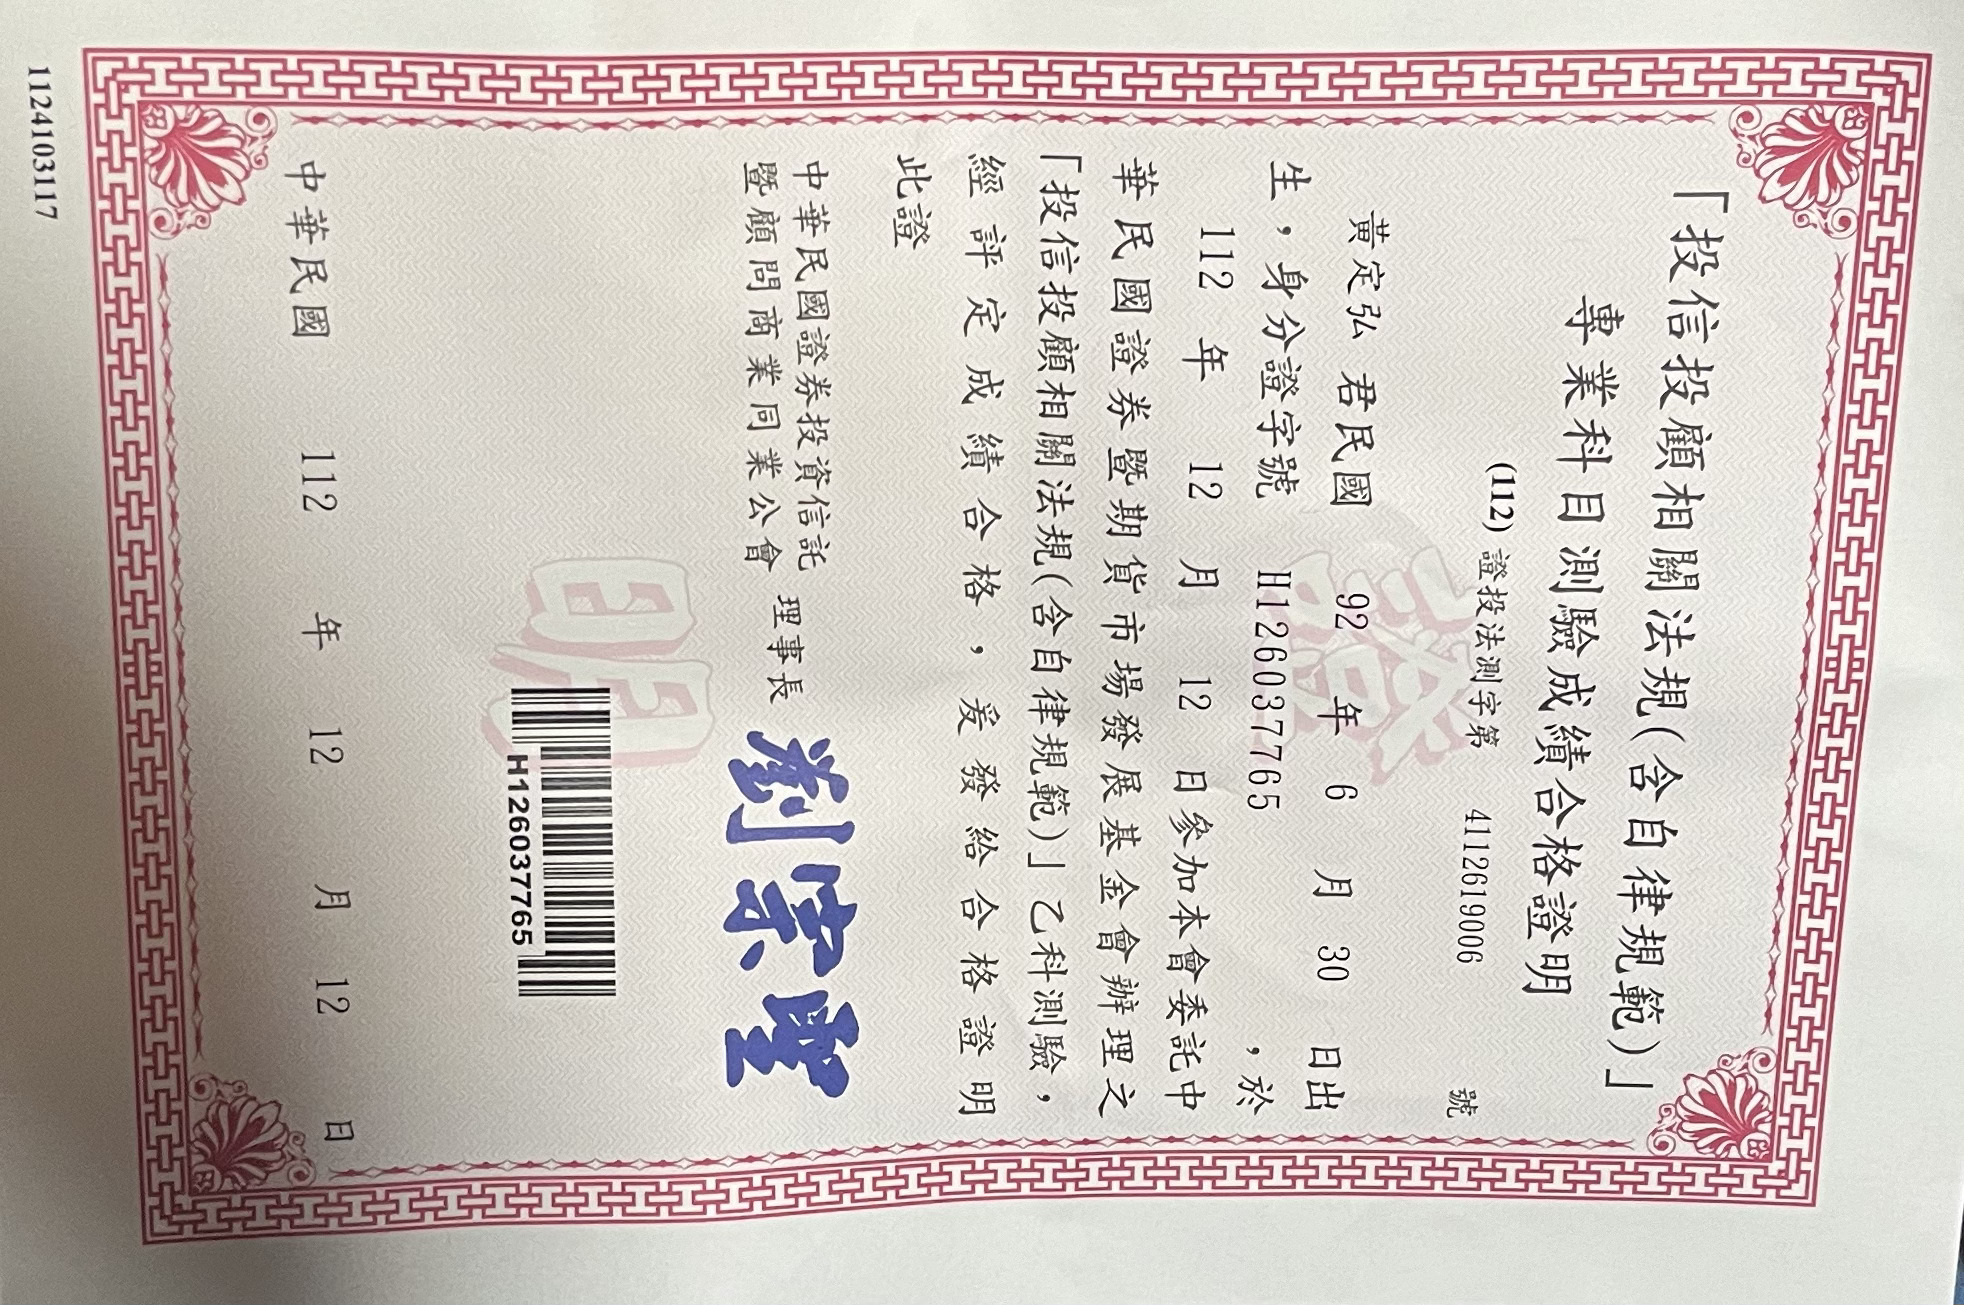 「投信投顧相關法規(含自律規範)」
專業科目測驗成績合格證明
(112) 證投法測字第 4112619006 號
黃定弘 君民國 92 年 6 月 30 日出
生，身分證字號 H126037765 ，於
112 年 12 月 12 日參加本會委託中
華民國證券暨期貨市場發展基金會辦理之
「投信投顧相關法規(含自律規範)」乙科測驗，
經評定成績合格，爰發給合格證明
此證
中華民國證券投資信託
暨顧問商業同業公會 理事長 劉宗聖
證明
H126037765
中華民國 112 年 12 月 12 日
1124103117